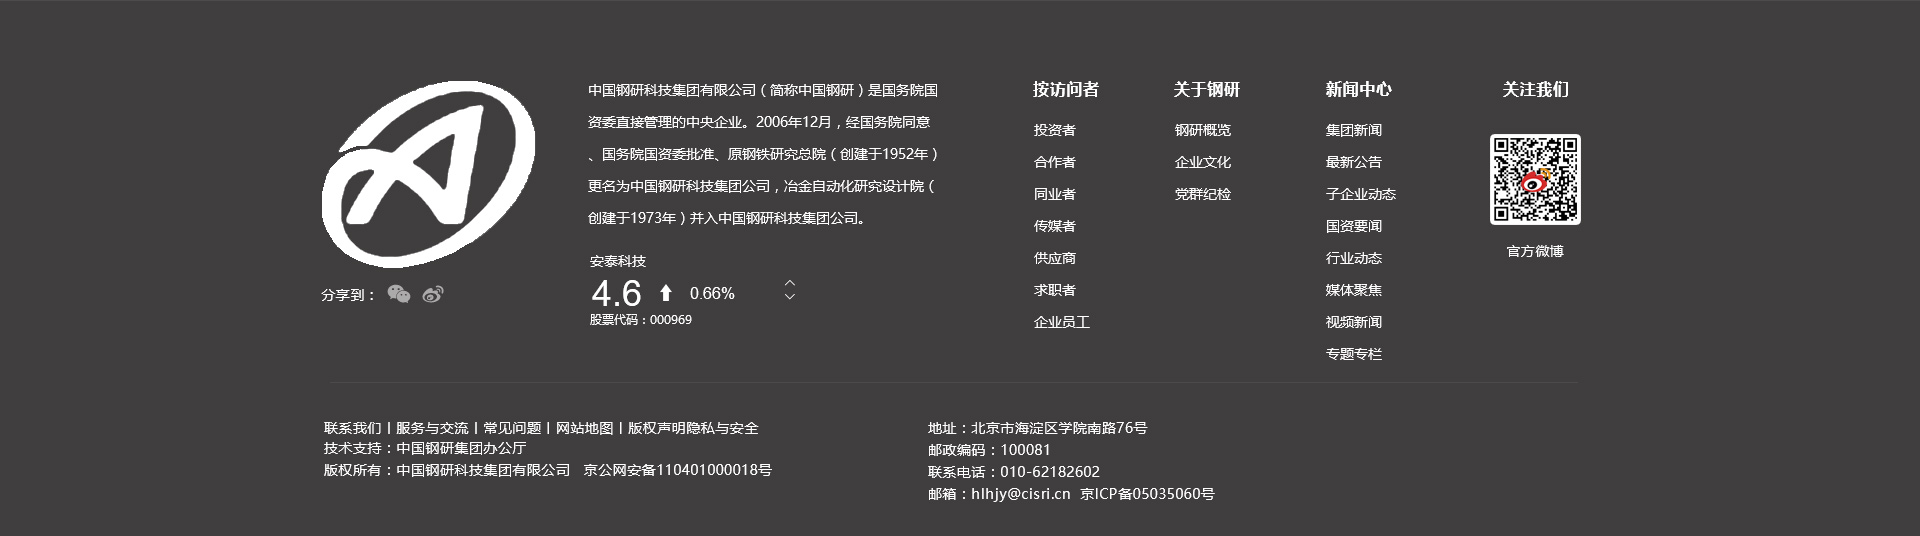 中国钢研科技集团有限公司（简称中国钢研）是国务院国
资委直接管理的中央企业。2006年12月，经国务院同意
、国务院国资委批准、原钢铁研究总院（创建于1952年）
更名为中国钢研科技集团公司，冶金自动化研究设计院（
创建于1973年）并入中国钢研科技集团公司。
安泰科技
4.6 0.66%
股票代码：000969
分享到：
按访问者
投资者
合作者
同业者
传媒者
供应商
求职者
企业员工
关于钢研
钢研概览
企业文化
党群纪检
新闻中心
集团新闻
最新公告
子企业动态
国资要闻
行业动态
媒体聚焦
视频新闻
专题专栏
关注我们
官方微博
联系我们丨服务与交流丨常见问题丨网站地图丨版权声明隐私与安全
技术支持：中国钢研集团办公厅
版权所有：中国钢研科技集团有限公司 京公网安备110401000018号
地址：北京市海淀区学院南路76号
邮政编码：100081
联系电话：010-62182602
邮箱：hlhjy@cisri.cn 京ICP备05035060号